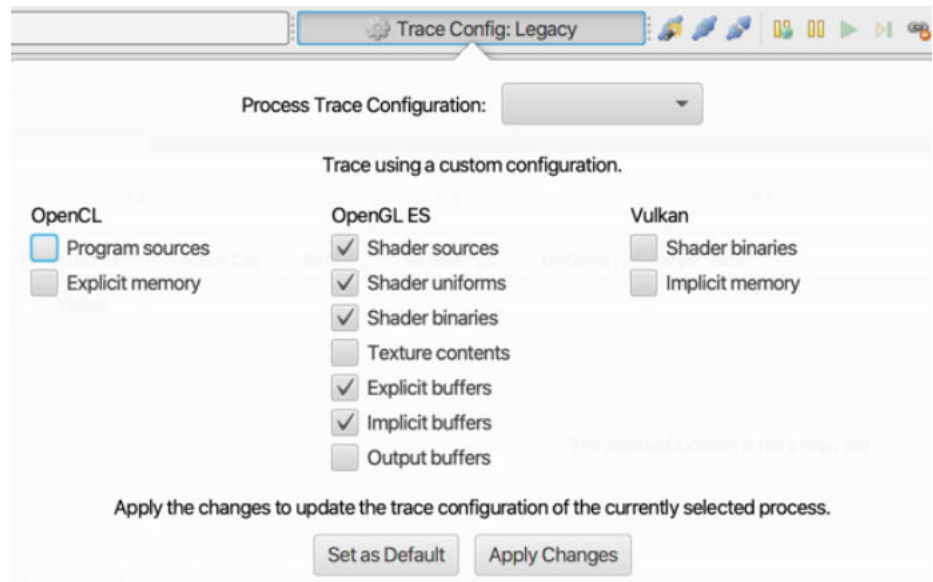 Trace Config: Legacy
Process Trace Configuration:
Trace using a custom configuration.
OpenCL
Program sources
Explicit memory
OpenGL ES
Shader sources
Shader uniforms
Shader binaries
Texture contents
Explicit buffers
Implicit buffers
Output buffers
Vulkan
Shader binaries
Implicit memory
Apply the changes to update the trace configuration of the currently selected process.
Set as Default
Apply Changes